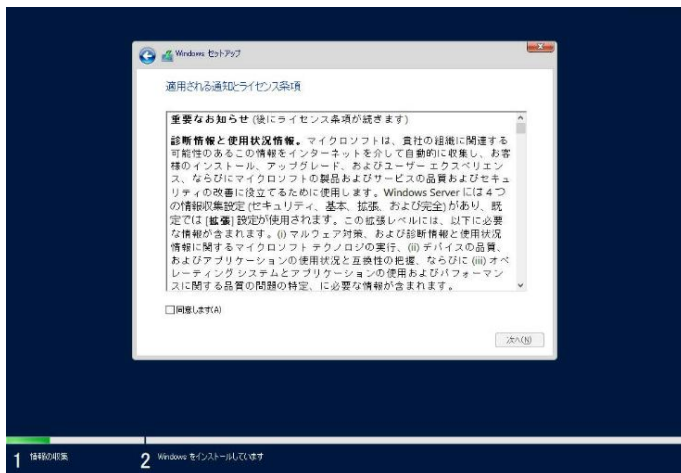 Windows セットアップ
適用される通知とライセンス条項
重要なお知らせ (後にライセンス条項が続きます)
診断情報と使用状況情報。マイクロソフトは、貴社の組織に関連する
可能性のあるこの情報をインターネットを介して自動的に収集し、お客
様のインストール、アップグレード、およびユーザー エクスペリエン
ス、ならびにマイクロソフトの製品およびサービスの品質およびセキュ
リティの改善に役立てるために使用します。Windows Server には 4 つ
の情報収集設定 (セキュリティ、基本、拡張、および完全) があり、既
定では [拡張] 設定が使用されます。この拡張レベルには、以下に必要
な情報が含まれます。(i) マルウェア対策、および診断情報と使用状況
情報に関するマイクロソフト テクノロジの実行、(ii) デバイスの品質、
およびアプリケーションの使用状況と互換性の把握、ならびに (iii) オペ
レーティング システムとアプリケーションの使用およびパフォーマン
スに関する品質の問題の特定、に必要な情報が含まれます。
同意します(A)
次へ(N)
1 情報の収集
2 Windows をインストールしています